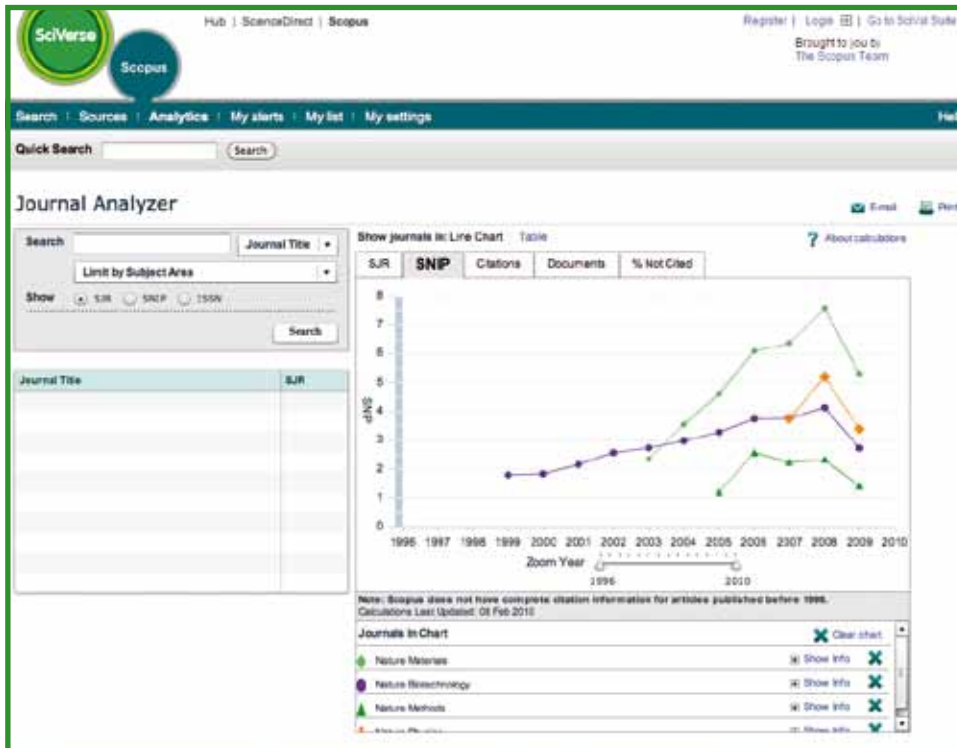 SciVerse
Scopus
Hub | ScienceDirect | Scopus
Register | Login | Go to SciVal Suite
Brought to you by
The Scopus Team
Search Sources Analytics My alerts My list My settings
Hel
Quick Search Search
Journal Analyzer
E-mail Print
Search Journal Title
Limit by Subject Area
Show SJR SNIP ISSN
Search
Journal Title SJR
Show journals in: Line Chart Table
? About calculations
SJR SNIP Citations Documents % Not Cited
8
7
6
5
4
3
2
1
0
SNIP
1996 1997 1998 1999 2000 2001 2002 2003 2004 2005 2006 2007 2008 2009 2010
Zoom Year
1996 2010
Note: Scopus does not have complete citation information for articles published before 1996.
Calculations Last Updated: 08 Feb 2010
Journals in Chart Clear chart
Nature Materials Show Info
Nature Biotechnology Show Info
Nature Methods Show Info
Nature Physics Show Info